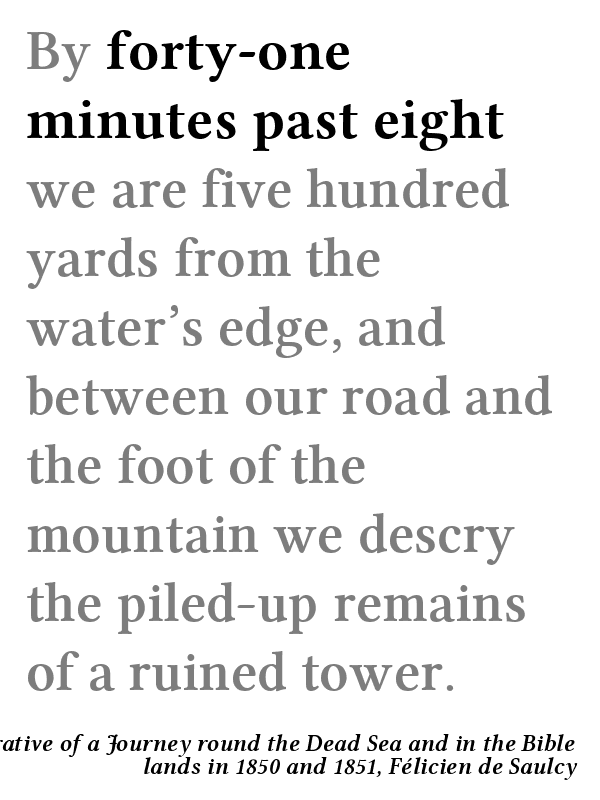 By forty-one
minutes past eight
we are five hundred
yards from the
water’s edge, and
between our road and
the foot of the
mountain we descry
the piled-up remains
of a ruined tower.
of a Journey round the Dead Sea and in the Bible
lands in 1850 and 1851, Félicien de Saulcy